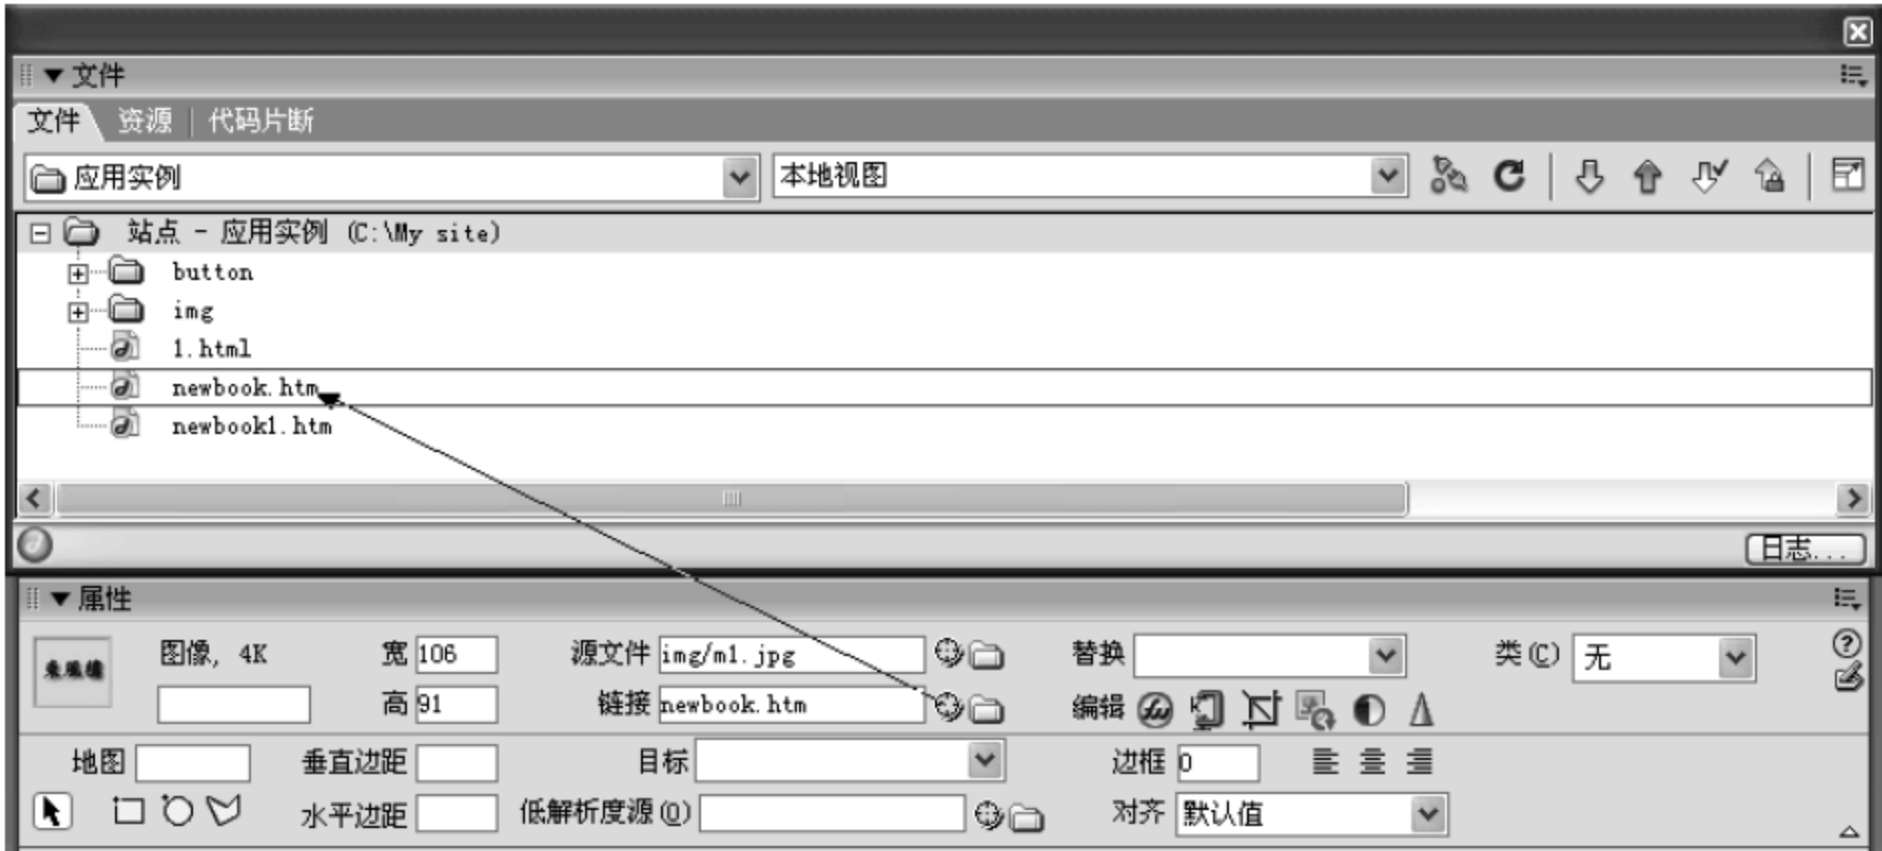 文件
文件 资源 代码片断
应用实例 本地视图
站点 - 应用实例 (C:\My site)
button
img
1.html
newbook.htm
newbook1.htm
日志...
属性
图像, 4K 宽 106 源文件 img/m1.jpg 替换 类(C) 无
高 91 链接 newbook.htm 编辑
地图 垂直边距 目标 边框 0
水平边距 低解析度源(O) 对齐 默认值